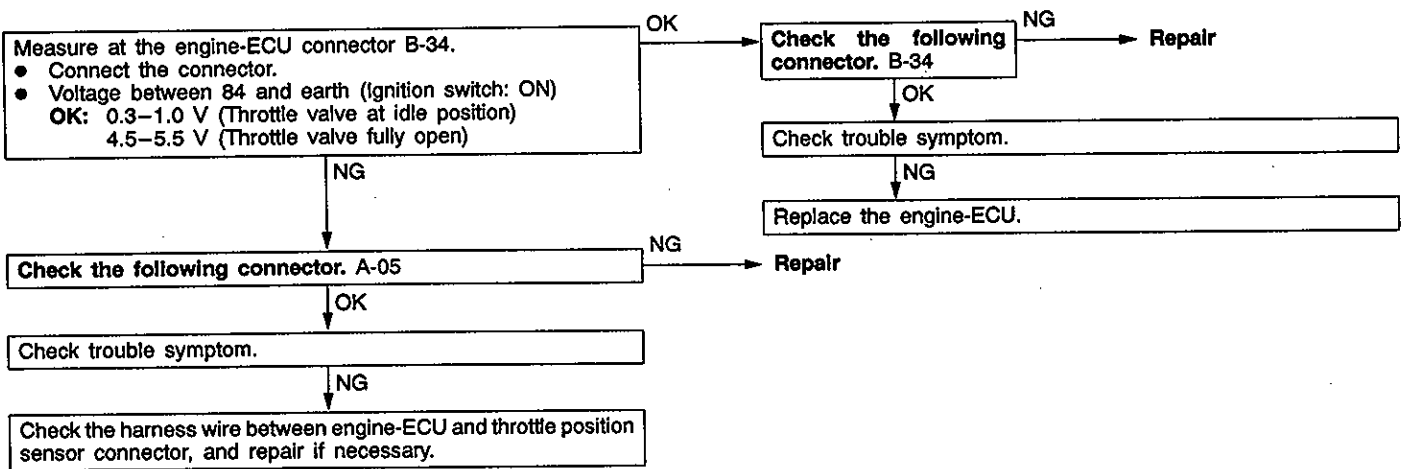 Measure at the engine-ECU connector B-34.
● Connect the connector.
● Voltage between 84 and earth (Ignition switch: ON)
OK: 0.3–1.0 V (Throttle valve at idle position)
4.5–5.5 V (Throttle valve fully open)
OK
Check the following
connector. B-34
NG
Repair
OK
Check trouble symptom.
NG
Replace the engine-ECU.
NG
Check the following connector. A-05
NG
Repair
OK
Check trouble symptom.
NG
Check the harness wire between engine-ECU and throttle position
sensor connector, and repair if necessary.